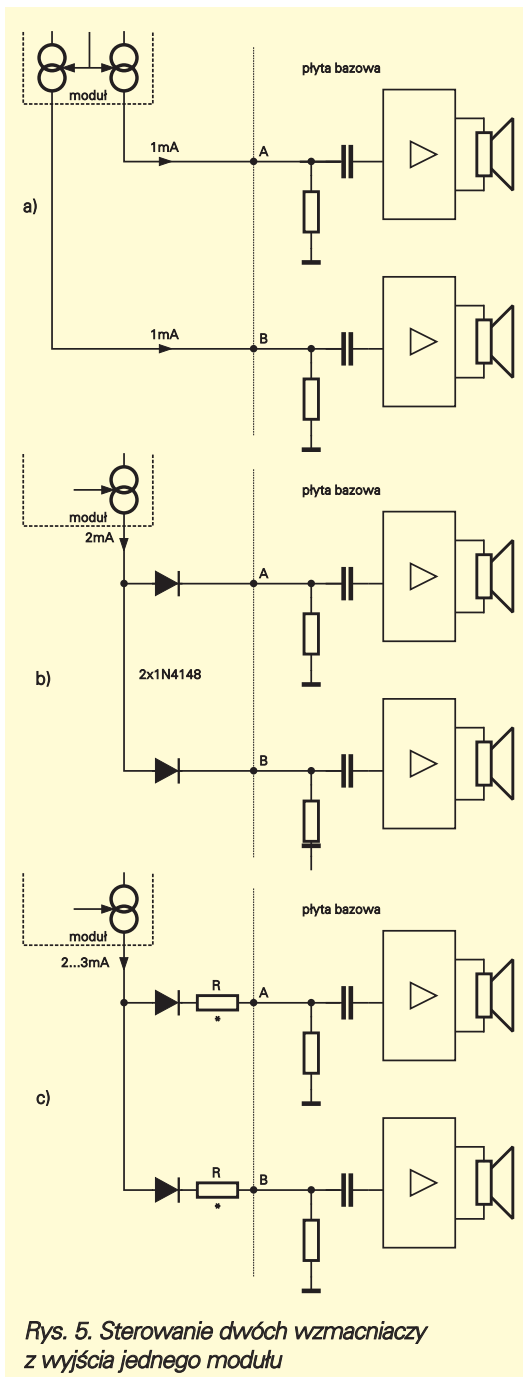 płyta bazowa
moduł
1mA
A
a)
1mA
B
płyta bazowa
moduł
2mA
A
2x1N4148
b)
B
płyta bazowa
moduł
2...3mA
R
A
*
c)
R
B
*
Rys. 5. Sterowanie dwóch wzmacniaczy
z wyjścia jednego modułu